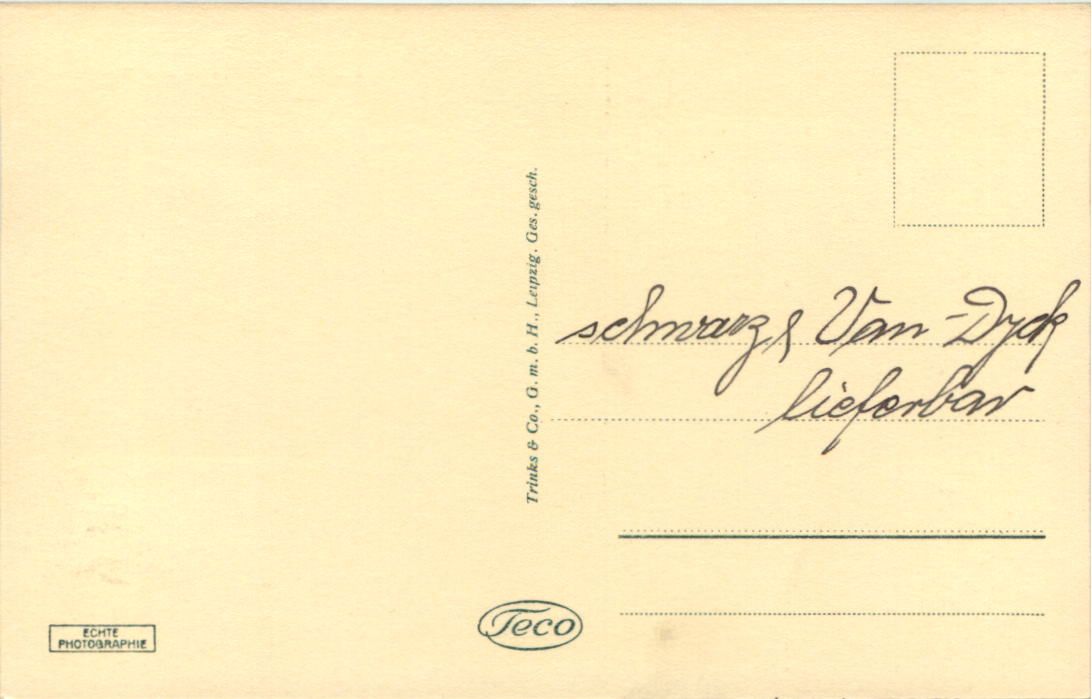 Trinks & Co., G. m. b. H., Leipzig. Ges. gesch.
schwarz & Van-Dyck
lieferbar
ECHTE
PHOTOGRAPHIE
Teco